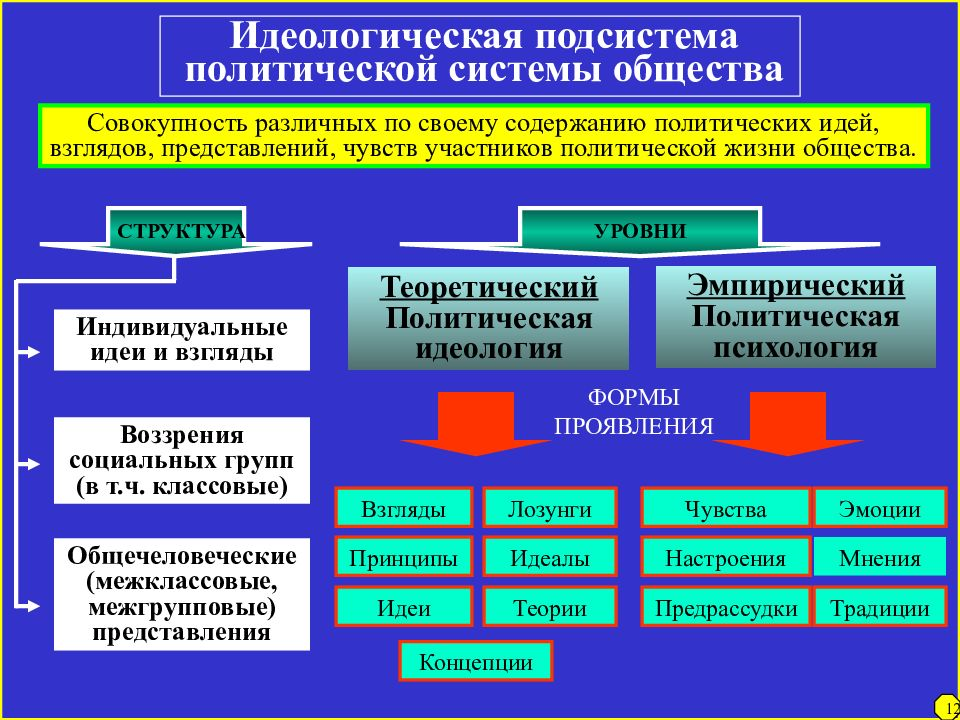 Идеологическая подсистема
политической системы общества
Совокупность различных по своему содержанию политических идей,
взглядов, представлений, чувств участников политической жизни общества.
СТРУКТУРА
Индивидуальные
идеи и взгляды
Воззрения
социальных групп
(в т.ч. классовые)
Общечеловеческие
(межклассовые,
межгрупповые)
представления
УРОВНИ
Теоретический
Политическая
идеология
Эмпирический
Политическая
психология
ФОРМЫ
ПРОЯВЛЕНИЯ
Взгляды
Лозунги
Принципы
Идеалы
Идеи
Теории
Концепции
Чувства
Эмоции
Настроения
Мнения
Предрассудки
Традиции
12